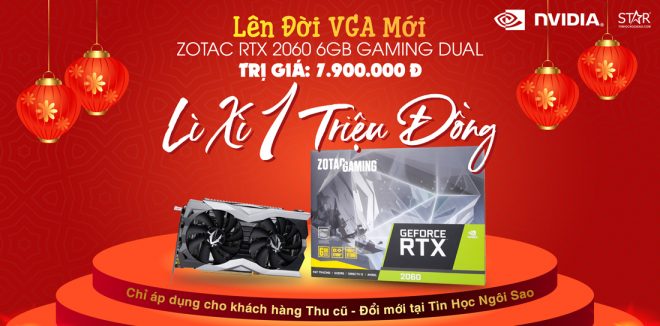 Lên Đời VGA Mới
NVIDIA.
STAR
ZOTAC RTX 2060 6GB GAMING DUAL
TRỊ GIÁ: 7.900.000 Đ
Lì Xì 1 Triệu Đồng
ZOTAC GAMING
GEFORCE
RTX
2060
Chỉ áp dụng cho khách hàng Thu cũ - Đổi mới tại Tin Học Ngôi Sao